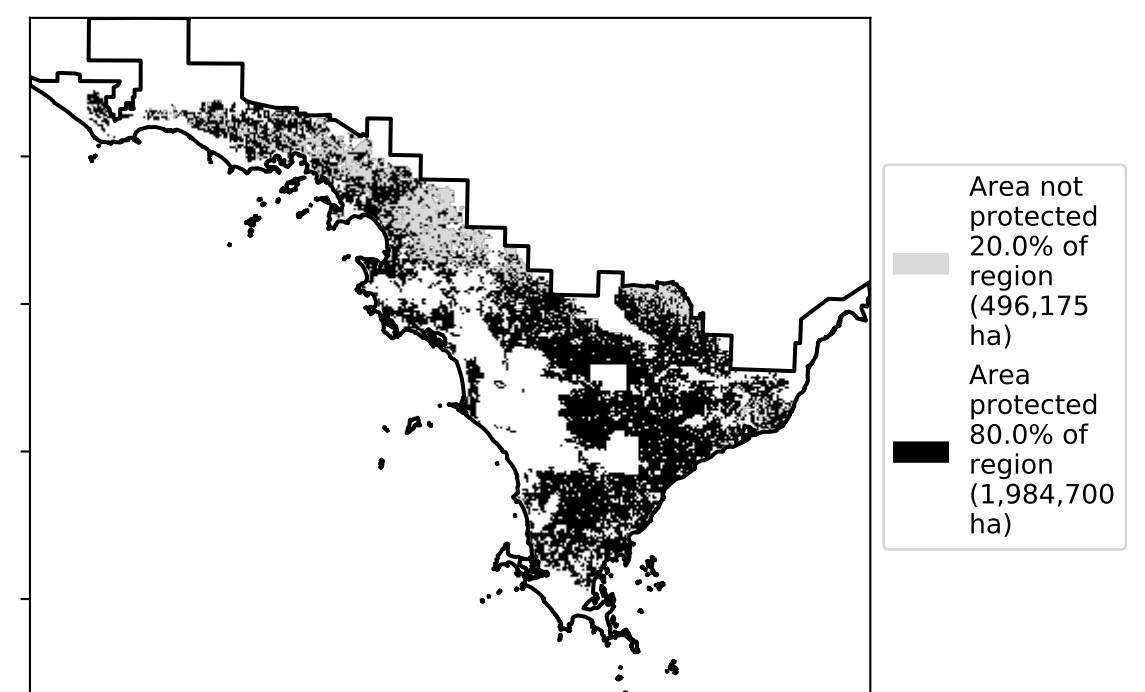 Area not
protected
20.0% of
region
(496,175
ha)
Area
protected
80.0% of
region
(1,984,700
ha)